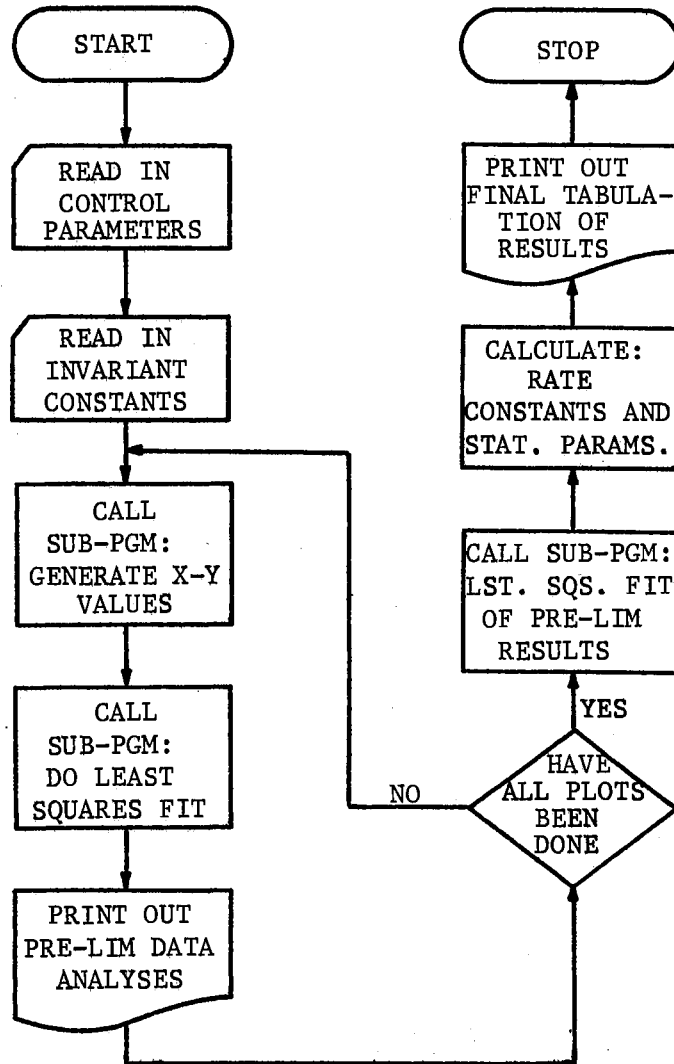 START
READ IN
CONTROL
PARAMETERS
READ IN
INVARIANT
CONSTANTS
CALL
SUB-PGM:
GENERATE X-Y
VALUES
CALL
SUB-PGM:
DO LEAST
SQUARES FIT
PRINT OUT
PRE-LIM DATA
ANALYSES
HAVE
ALL PLOTS
BEEN
DONE
NO
YES
CALL SUB-PGM:
LST. SQS. FIT
OF PRE-LIM
RESULTS
CALCULATE:
RATE
CONSTANTS AND
STAT. PARAMS.
PRINT OUT
FINAL TABULA-
TION OF
RESULTS
STOP